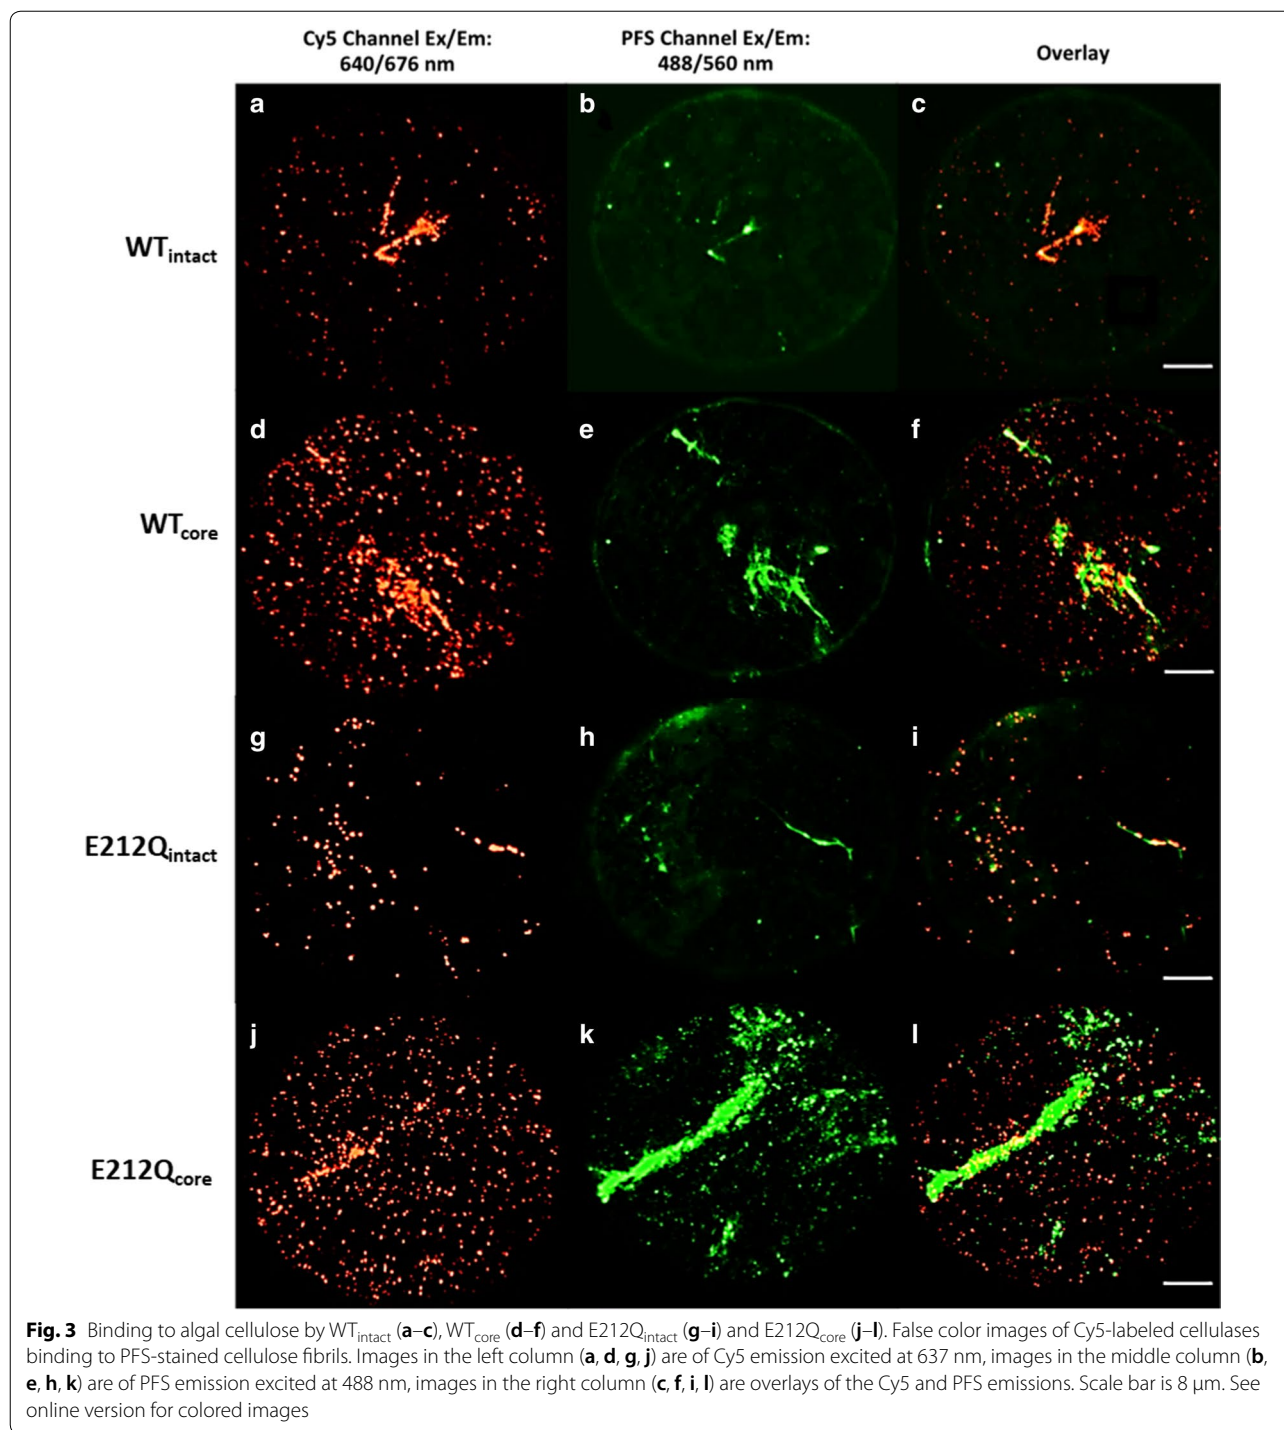 Cy5 Channel Ex/Em:
640/676 nm
PFS Channel Ex/Em:
488/560 nm
Overlay
a
b
c
WTintact
d
e
f
WTcore
g
h
i
E212Qintact
j
k
l
E212Qcore
Fig. 3 Binding to algal cellulose by WTintact (a–c), WTcore (d–f) and E212Qintact (g–i) and E212Qcore (j–l). False color images of Cy5-labeled cellulases
binding to PFS-stained cellulose fibrils. Images in the left column (a, d, g, j) are of Cy5 emission excited at 637 nm, images in the middle column (b,
e, h, k) are of PFS emission excited at 488 nm, images in the right column (c, f, i, l) are overlays of the Cy5 and PFS emissions. Scale bar is 8 μm. See
online version for colored images